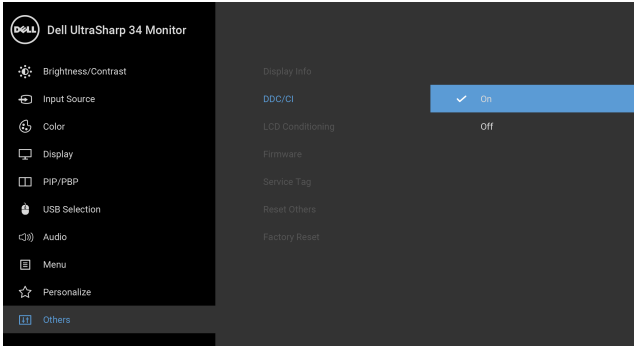 DELL
Dell UltraSharp 34 Monitor
Brightness/Contrast
Input Source
Color
Display
PIP/PBP
USB Selection
Audio
Menu
Personalize
Others
Display Info
DDC/CI
LCD Conditioning
Firmware
Service Tag
Reset Others
Factory Reset
On
Off